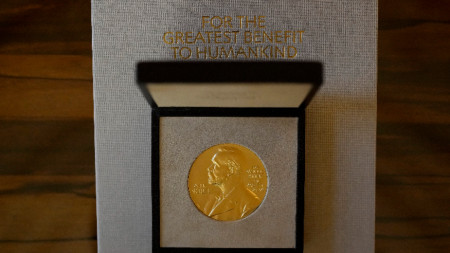 FOR THE
GREATEST BENEFIT
TO HUMANKIND